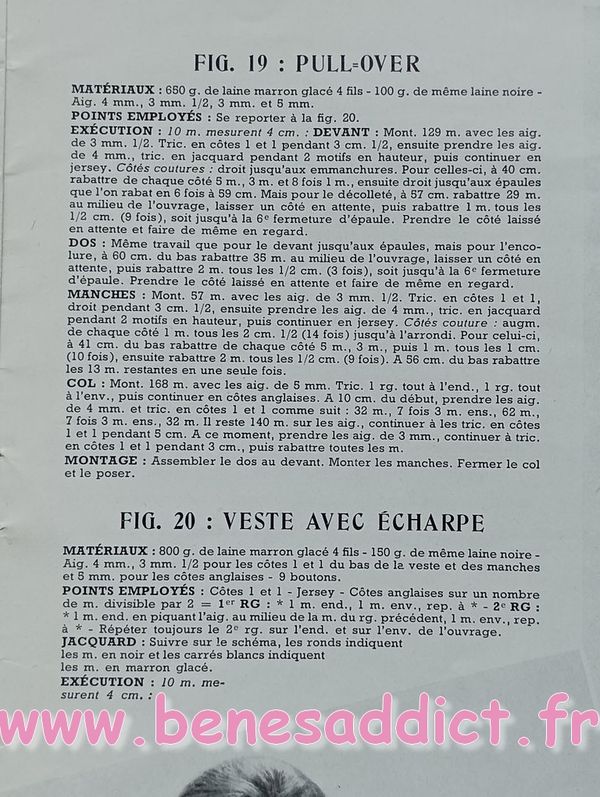 FIG. 19 : PULL=OVER
MATÉRIAUX : 650 g. de laine marron glacé 4 fils - 100 g. de même laine noire -
Aig. 4 mm., 3 mm. 1/2, 3 mm. et 5 mm.
POINTS EMPLOYÉS : Se reporter à la fig. 20.
EXÉCUTION : 10 m. mesurent 4 cm. : DEVANT : Mont. 129 m. avec les aig.
de 3 mm. 1/2. Tric. en côtes 1 et 1 pendant 3 cm. 1/2, ensuite prendre les aig.
de 4 mm., tric. en jacquard pendant 2 motifs en hauteur, puis continuer en
jersey. Côtés coutures : droit jusqu'aux emmanchures. Pour celles-ci, à 40 cm.
rabattre de chaque côté 5 m., 3 m. et 8 fois 1 m., ensuite droit jusqu'aux épaules
que l'on rabat en 6 fois à 59 cm. Mais pour le décolleté, à 57 cm. rabattre 29 m.
au milieu de l'ouvrage, laisser un côté en attente, puis rabattre 1 m. tous les
1/2 cm. (9 fois), soit jusqu'à la 6e fermeture d'épaule. Prendre le côté laissé
en attente et faire de même en regard.
DOS : Même travail que pour le devant jusqu'aux épaules, mais pour l'enco-
lure, à 60 cm. du bas rabattre 35 m. au milieu de l'ouvrage, laisser un côté en
attente, puis rabattre 2 m. tous les 1/2 cm. (3 fois), soit jusqu'à la 6e fermeture
d'épaule. Prendre le côté laissé en attente et faire de même en regard.
MANCHES : Mont. 57 m. avec les aig. de 3 mm. 1/2. Tric. en côtes 1 et 1,
droit pendant 3 cm. 1/2, ensuite prendre les aig. de 4 mm., tric. en jacquard
pendant 2 motifs en hauteur, puis continuer en jersey. Côtés couture : augm.
de chaque côté 1 m. tous les 2 cm. 1/2 (14 fois) jusqu'à l'arrondi. Pour celui-ci,
à 41 cm. du bas rabattre de chaque côté 5 m., 3 m., puis 1 m. tous les 1 cm.
(10 fois), ensuite rabattre 2 m. tous les 1/2 cm. (9 fois). A 56 cm. du bas rabattre
les 13 m. restantes en une seule fois.
COL : Mont. 168 m. avec les aig. de 5 mm. Tric. 1 rg. tout à l'end., 1 rg. tout
à l'env., puis continuer en côtes anglaises. A 10 cm. du début, prendre les aig.
de 4 mm. et tric. en côtes 1 et 1 comme suit : 32 m., 7 fois 3 m. ens., 62 m.,
7 fois 3 m. ens., 32 m. Il reste 140 m. sur les aig., continuer à les tric. en côtes
1 et 1 pendant 5 cm. A ce moment, prendre les aig. de 3 mm., continuer à tric.
en côtes 1 et 1 pendant 3 cm., puis rabattre toutes les m.
MONTAGE : Assembler le dos au devant. Monter les manches. Fermer le col
et le poser.
FIG. 20 : VESTE AVEC ÉCHARPE
MATÉRIAUX : 800 g. de laine marron glacé 4 fils - 150 g. de même laine noire -
Aig. 4 mm., 3 mm. 1/2 pour les côtes 1 et 1 du bas de la veste et des manches
et 5 mm. pour les côtes anglaises - 9 boutons.
POINTS EMPLOYÉS : Côtes 1 et 1 - Jersey - Côtes anglaises sur un nombre
de m. divisible par 2 = 1er RG : * 1 m. end., 1 m. env., rep. à * - 2e RG :
* 1 m. end. en piquant l'aig. au milieu de la m. du rg. précédent, 1 m. env., rep.
à * - Répéter toujours le 2e rg. sur l'end. et sur l'env. de l'ouvrage.
JACQUARD : Suivre sur le schéma, les ronds indiquent
les m. en noir et les carrés blancs indiquent
les m. en marron glacé.
EXÉCUTION : 10 m. me-
surent 4 cm. :
www.benesaddict.fr